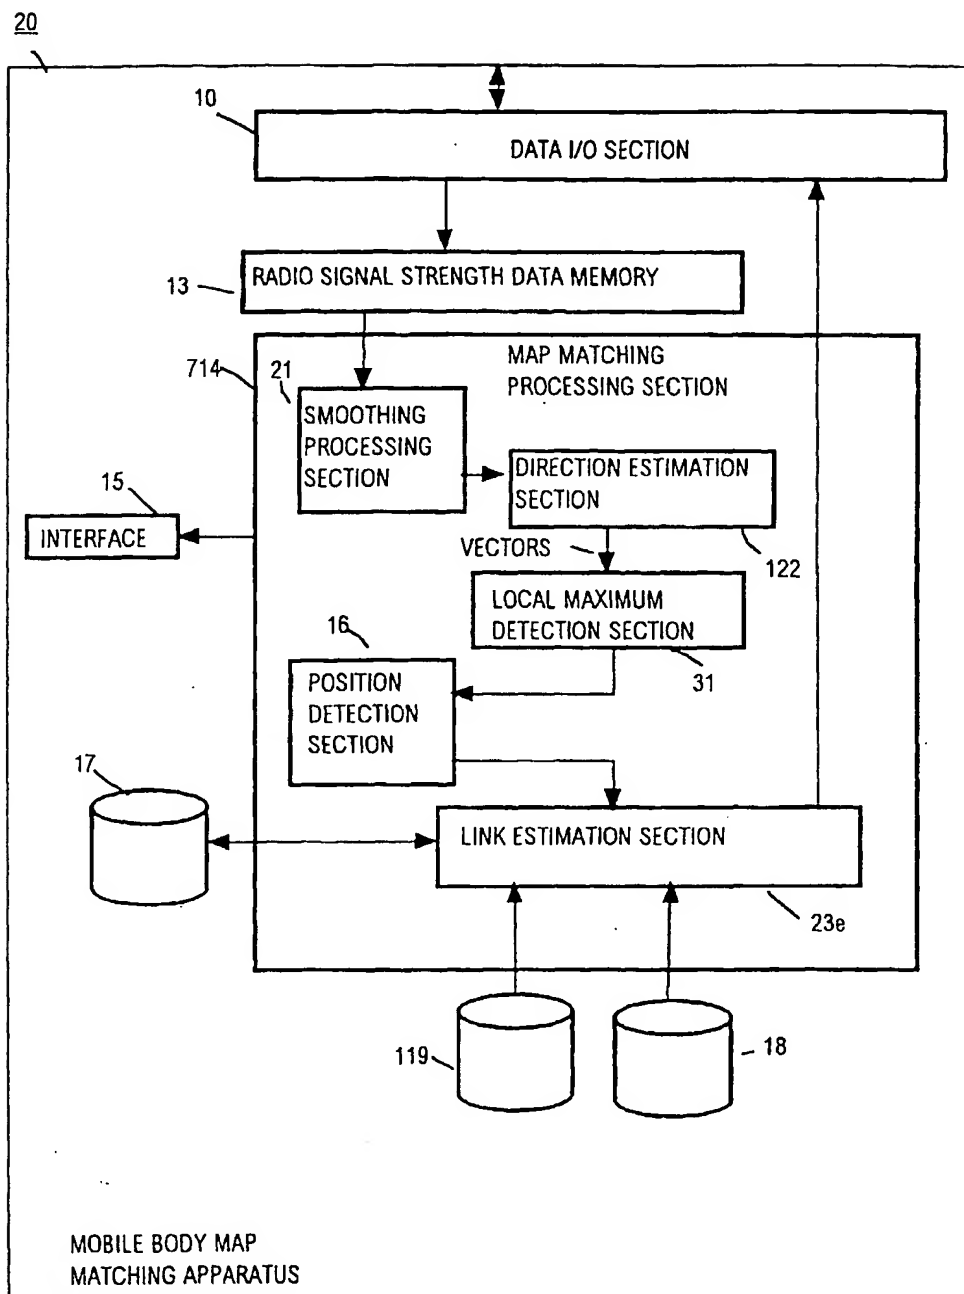 20
10
DATA I/O SECTION
RADIO SIGNAL STRENGTH DATA MEMORY
13
MAP MATCHING
PROCESSING SECTION
714
21
SMOOTHING
PROCESSING
SECTION
DIRECTION ESTIMATION
SECTION
122
15
INTERFACE
VECTORS
LOCAL MAXIMUM
DETECTION SECTION
31
16
POSITION
DETECTION
SECTION
17
LINK ESTIMATION SECTION
23e
119
18
MOBILE BODY MAP
MATCHING APPARATUS